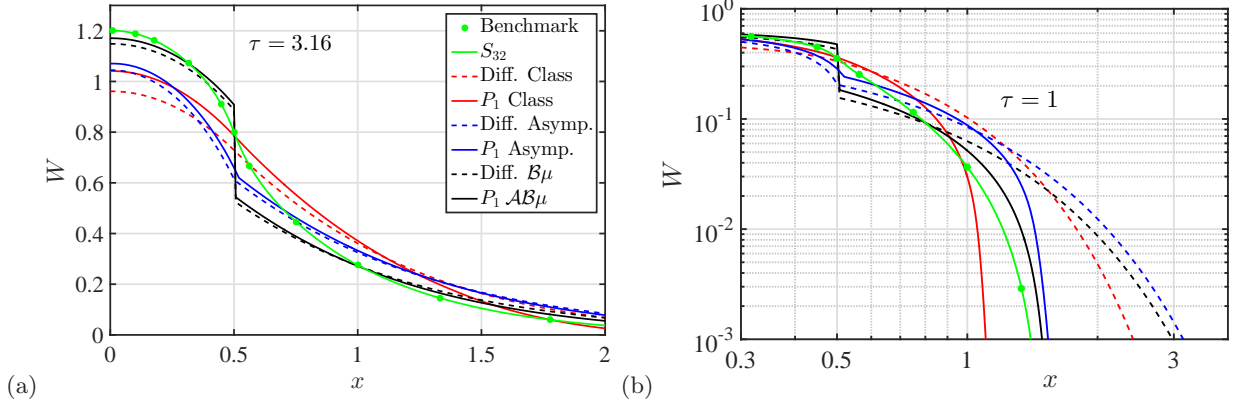 1.2
1
0.8
0.6
0.4
0.2
0
W
0
0.5
1
1.5
2
x
(a)
τ = 3.16
Benchmark
S₃₂
Diff. Class
P₁ Class
Diff. Asymp.
P₁ Asymp.
Diff. ℬμ
P₁ 𝒜ℬμ
10⁰
10⁻¹
10⁻²
10⁻³
W
0.3
0.5
1
3
x
(b)
τ = 1